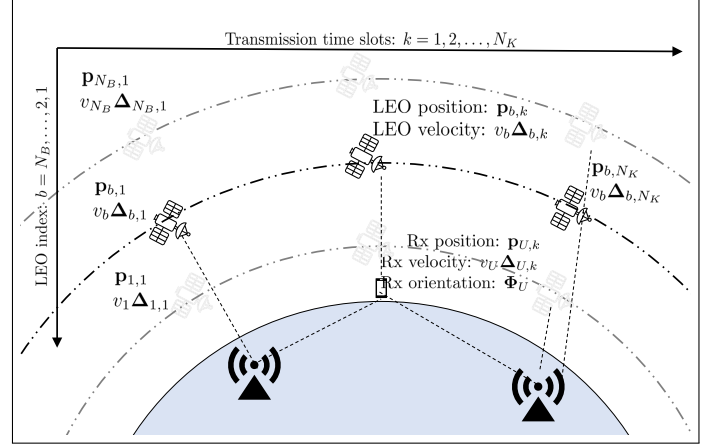 Transmission time slots: k = 1, 2, . . . , N_K
LEO index: b = N_B, . . . , 2, 1
p_{N_B,1}
v_{N_B} Δ_{N_B,1}
LEO position: p_{b,k}
LEO velocity: v_b Δ_{b,k}
p_{b,N_K}
v_b Δ_{b,N_K}
p_{b,1}
v_b Δ_{b,1}
Rx position: p_{U,k}
Rx velocity: v_U Δ_{U,k}
Rx orientation: Φ_U
p_{1,1}
v_1 Δ_{1,1}